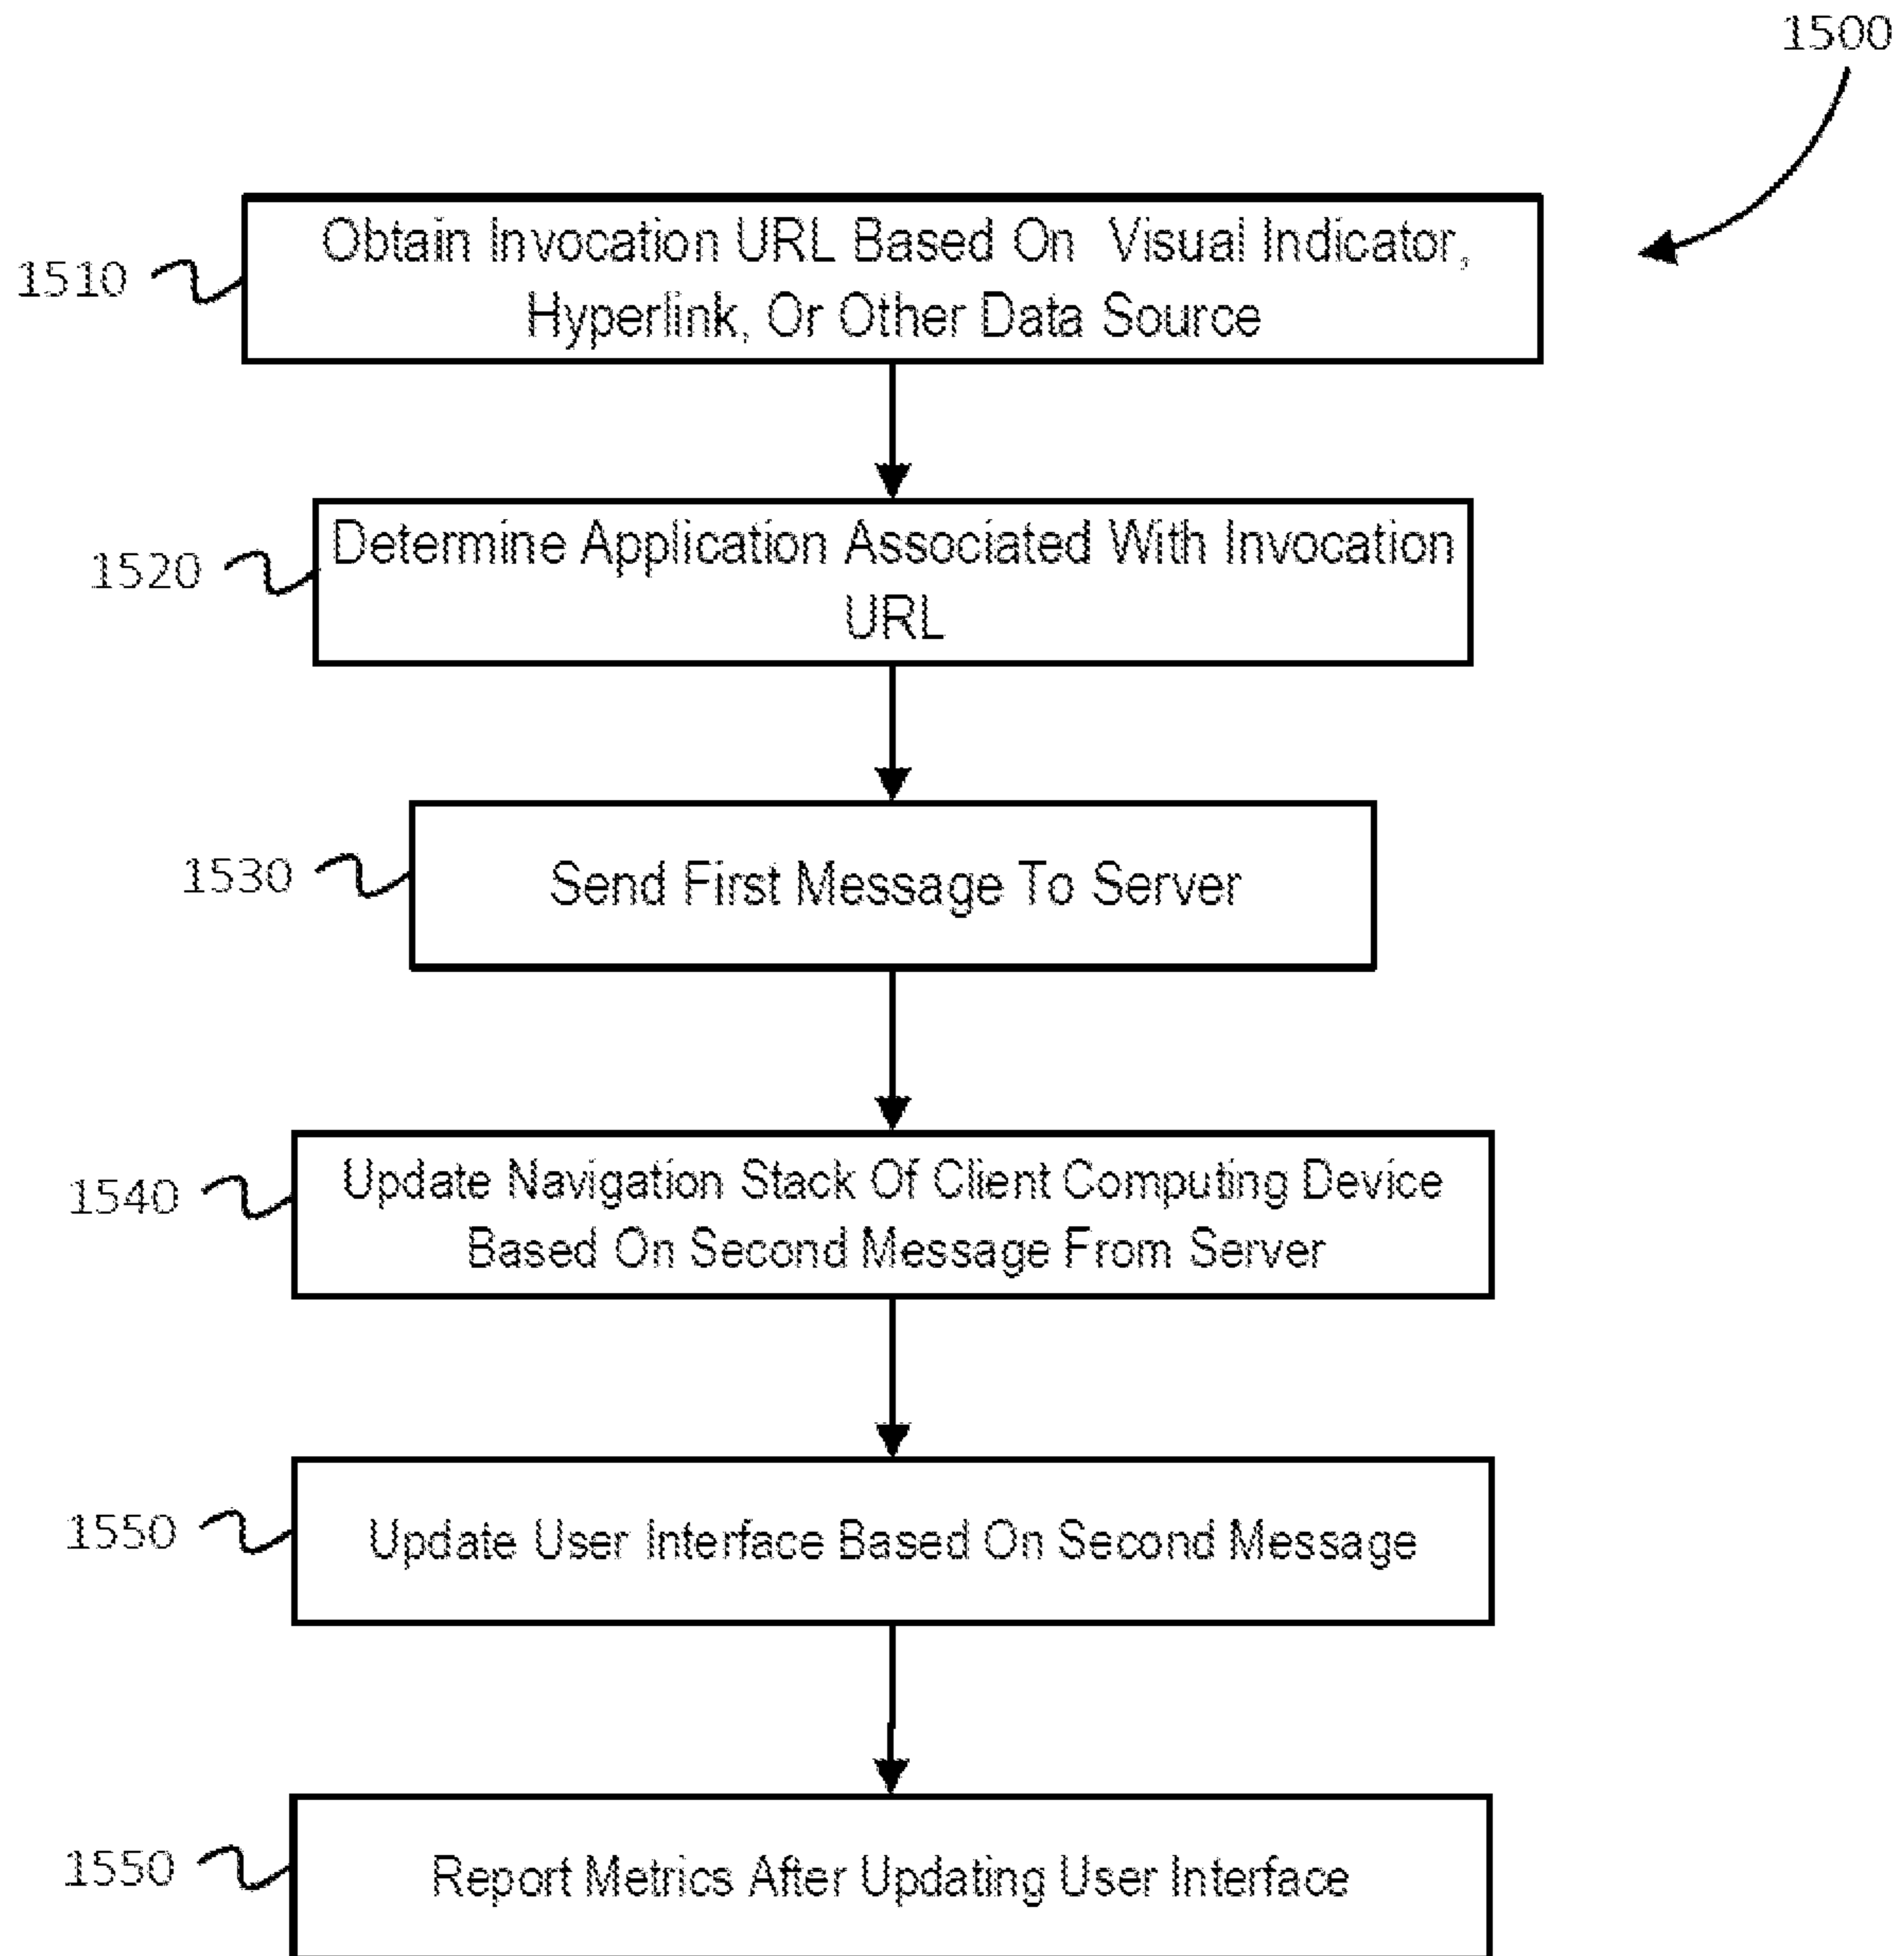 1500
1510
Obtain Invocation URL Based On Visual Indicator,
Hyperlink, Or Other Data Source
1520
Determine Application Associated With Invocation
URL
1530
Send First Message To Server
1540
Update Navigation Stack Of Client Computing Device
Based On Second Message From Server
1550
Update User Interface Based On Second Message
1550
Report Metrics After Updating User Interface